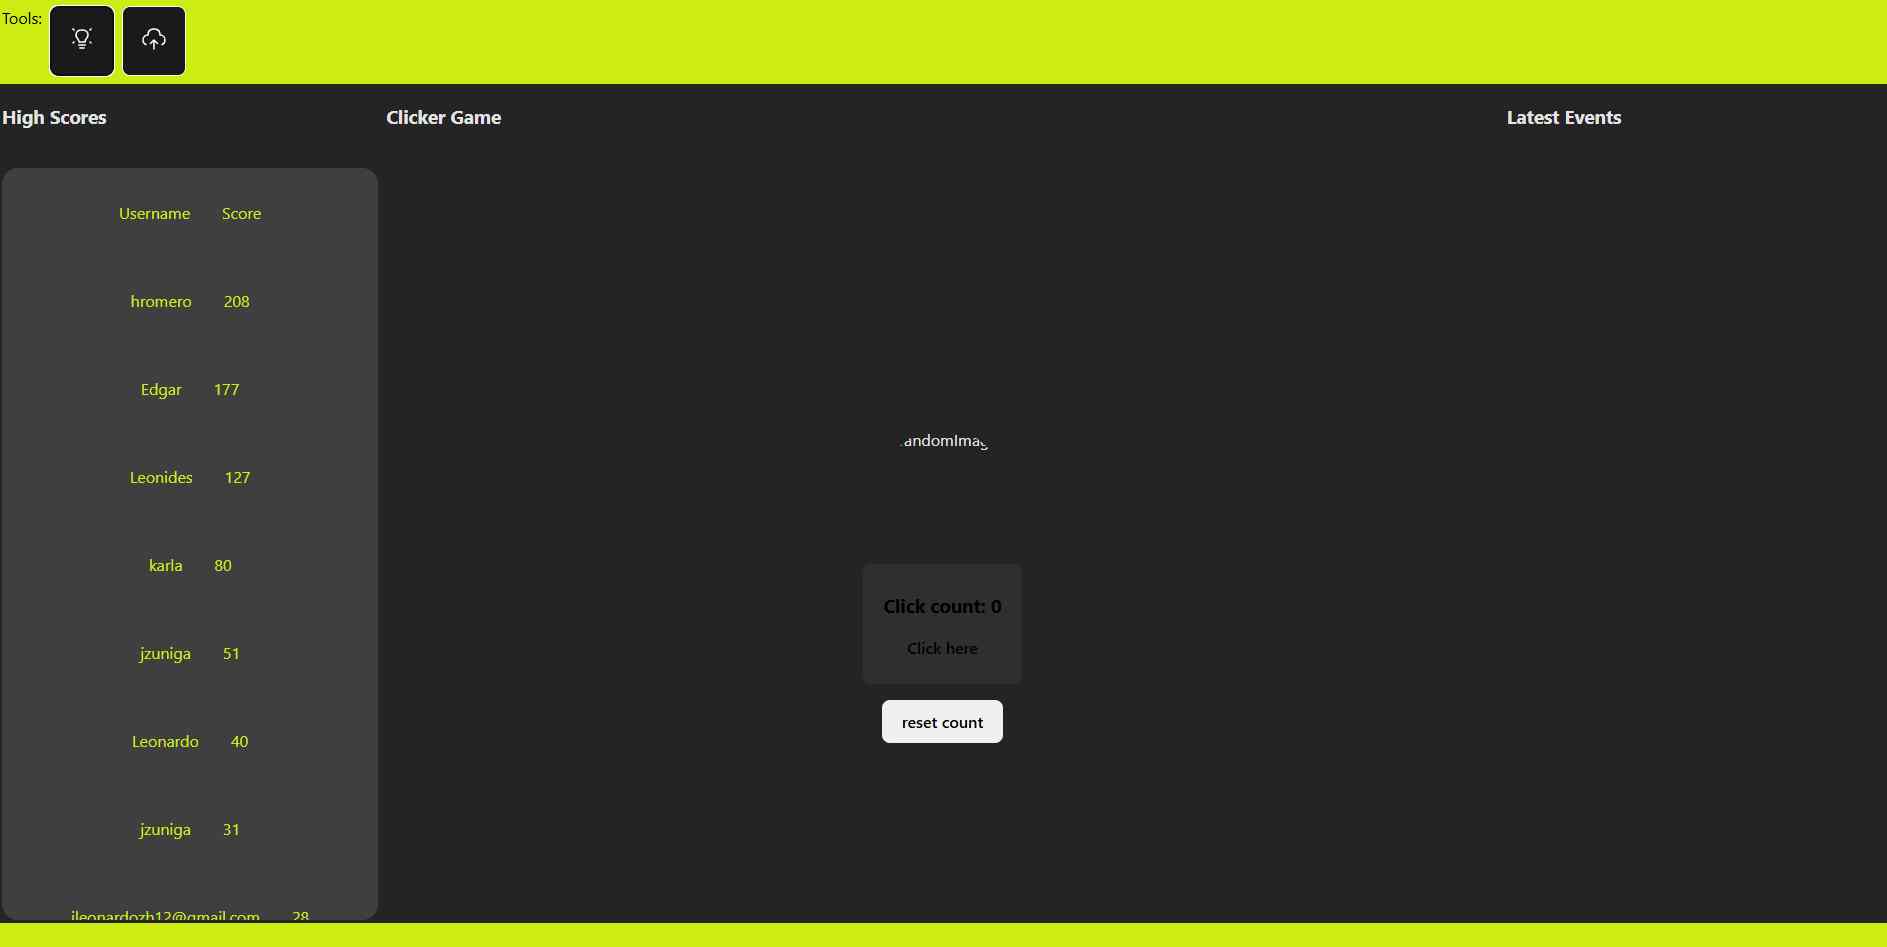 Tools:
High Scores
Clicker Game
Latest Events
Username Score
hromero 208
Edgar 177
Leonides 127
karla 80
jzuniga 51
Leonardo 40
jzuniga 31
jleonardozh12@gmail.com 28
andomImag
Click count: 0
Click here
reset count